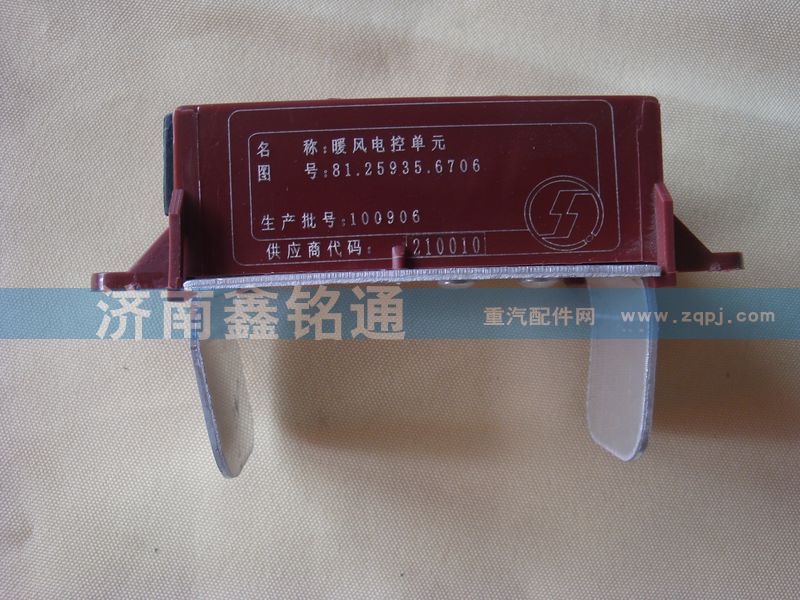 名 称:暖风电控单元
图 号:81.25935.6706
生产批号:100906
供应商代码: 210010
济南鑫铭通
重汽配件网 www.zqpj.com